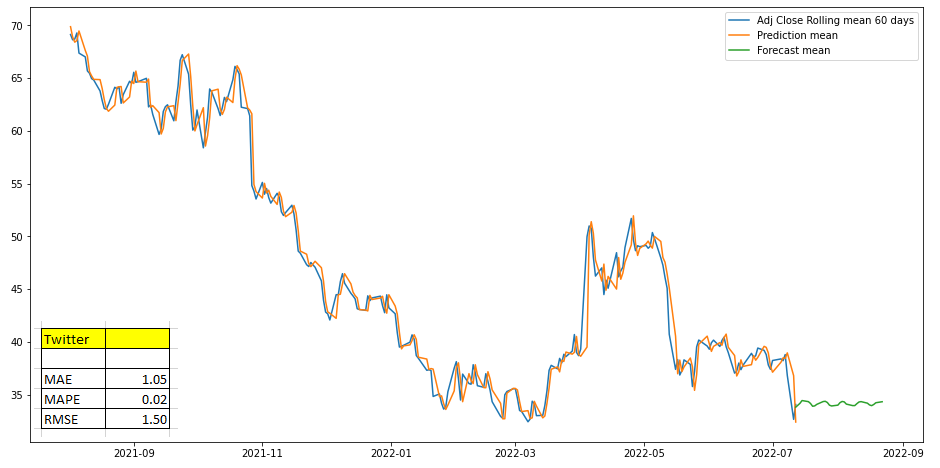 Adj Close Rolling mean 60 days
Prediction mean
Forecast mean
70
65
60
55
50
45
40
35
Twitter
MAE 1.05
MAPE 0.02
RMSE 1.50
2021-09 2021-11 2022-01 2022-03 2022-05 2022-07 2022-09